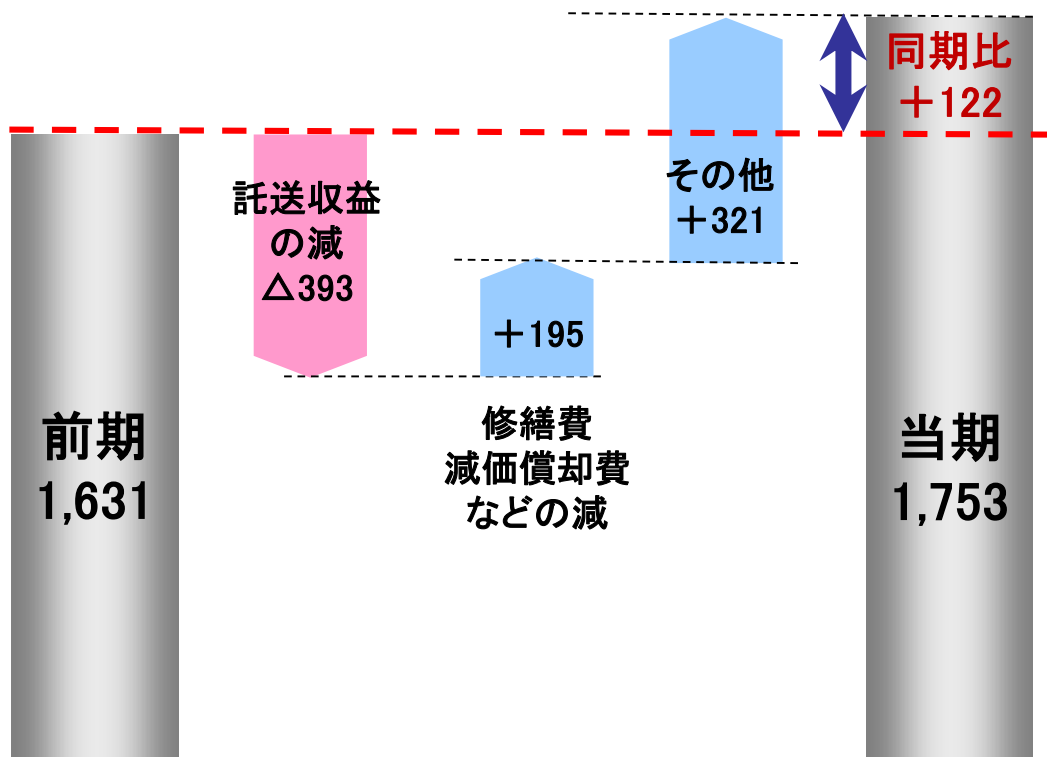 同期比
＋122
託送収益
の減
△393
その他
＋321
＋195
修繕費
減価償却費
などの減
前期
1,631
当期
1,753